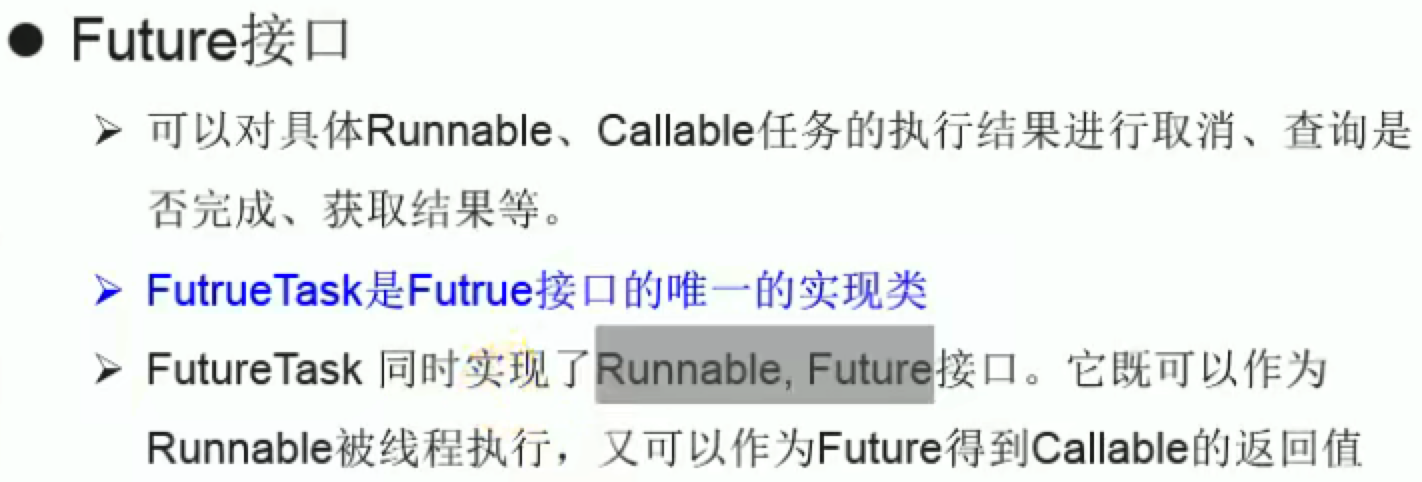 ● Future接口
➢ 可以对具体Runnable、Callable任务的执行结果进行取消、查询是
否完成、获取结果等。
➢ FutrueTask是Futrue接口的唯一的实现类
➢ FutureTask 同时实现了Runnable, Future接口。它既可以作为
Runnable被线程执行，又可以作为Future得到Callable的返回值